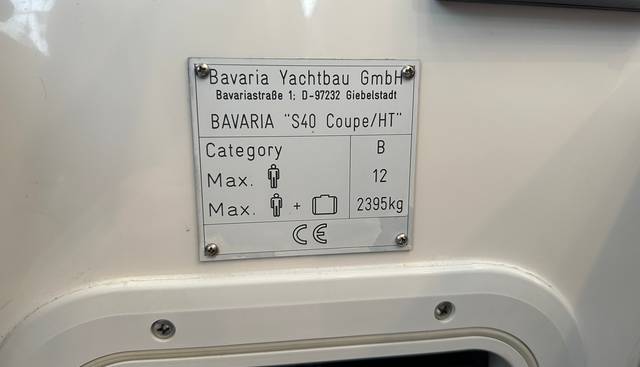 Bavaria Yachtbau GmbH
Bavariastraße 1; D-97232 Giebelstadt
BAVARIA "S40 Coupe/HT"
Category B
Max. 12
Max. + 2395kg
CE